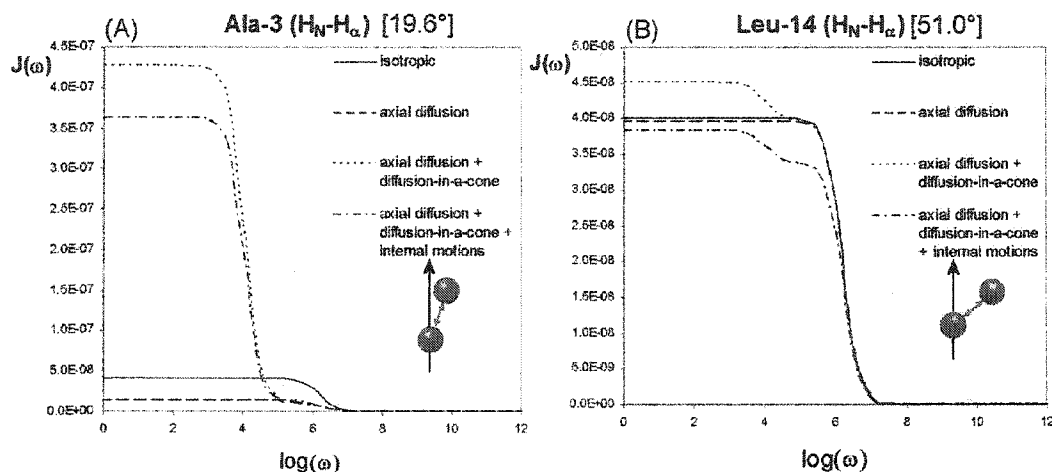 (A) Ala-3 (HN-Hα) [19.6°]
J(ω)
4.5E-07
4.0E-07
3.5E-07
3.0E-07
2.5E-07
2.0E-07
1.5E-07
1.0E-07
5.0E-08
0.0E+00
isotropic
axial diffusion
axial diffusion +
diffusion-in-a-cone
axial diffusion +
diffusion-in-a-cone +
internal motions
0 2 4 6 8 10 12
log(ω)
(B) Leu-14 (HN-Hα) [51.0°]
J(ω)
5.0E-08
4.5E-08
4.0E-08
3.5E-08
3.0E-08
2.5E-08
2.0E-08
1.5E-08
1.0E-08
5.0E-09
0.0E+00
isotropic
axial diffusion
axial diffusion +
diffusion-in-a-cone
axial diffusion +
diffusion-in-a-cone
+ internal motions
0 2 4 6 8 10 12
log(ω)